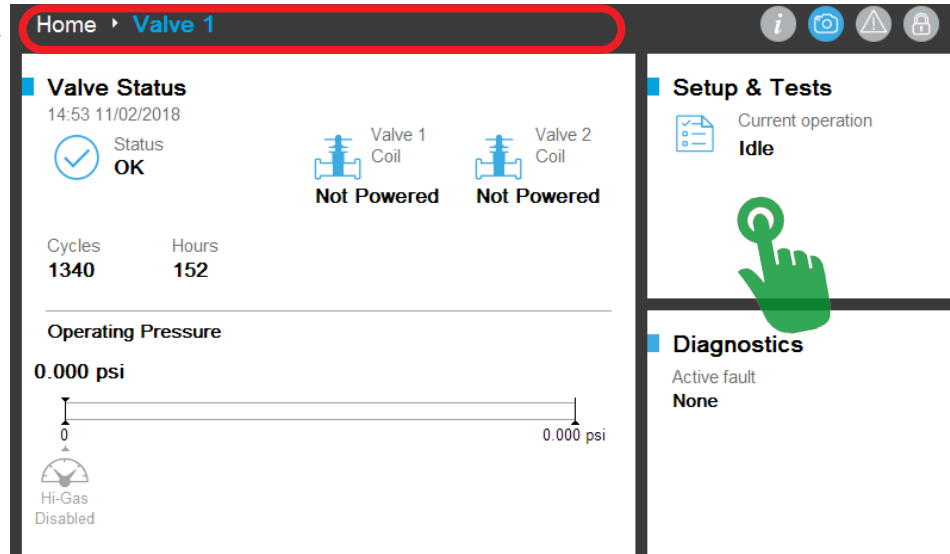 Home ‣ Valve 1
Valve Status
14:53 11/02/2018
Status
OK
Valve 1
Coil
Not Powered
Valve 2
Coil
Not Powered
Cycles
1340
Hours
152
Operating Pressure
0.000 psi
0
0.000 psi
Hi-Gas
Disabled
Setup & Tests
Current operation
Idle
Diagnostics
Active fault
None